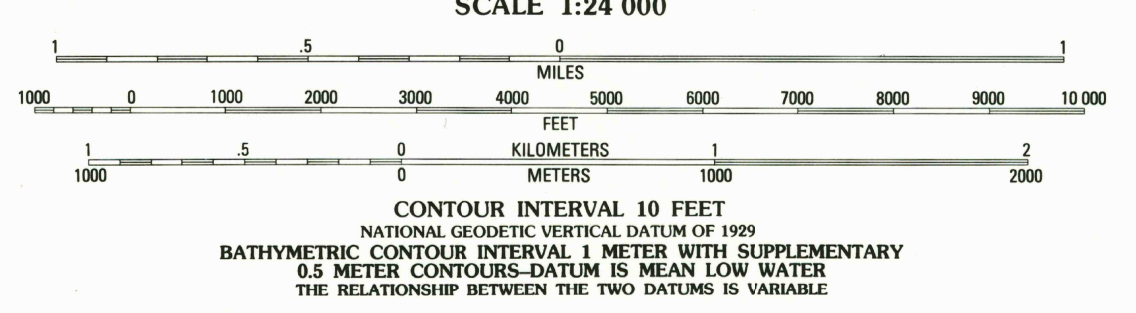 SCALE 1:24 000
1 .5 0 1
MILES
1000 0 1000 2000 3000 4000 5000 6000 7000 8000 9000 10 000
FEET
1 .5 0 KILOMETERS 1 2
1000 0 METERS 1000 2000
CONTOUR INTERVAL 10 FEET
NATIONAL GEODETIC VERTICAL DATUM OF 1929
BATHYMETRIC CONTOUR INTERVAL 1 METER WITH SUPPLEMENTARY
0.5 METER CONTOURS–DATUM IS MEAN LOW WATER
THE RELATIONSHIP BETWEEN THE TWO DATUMS IS VARIABLE